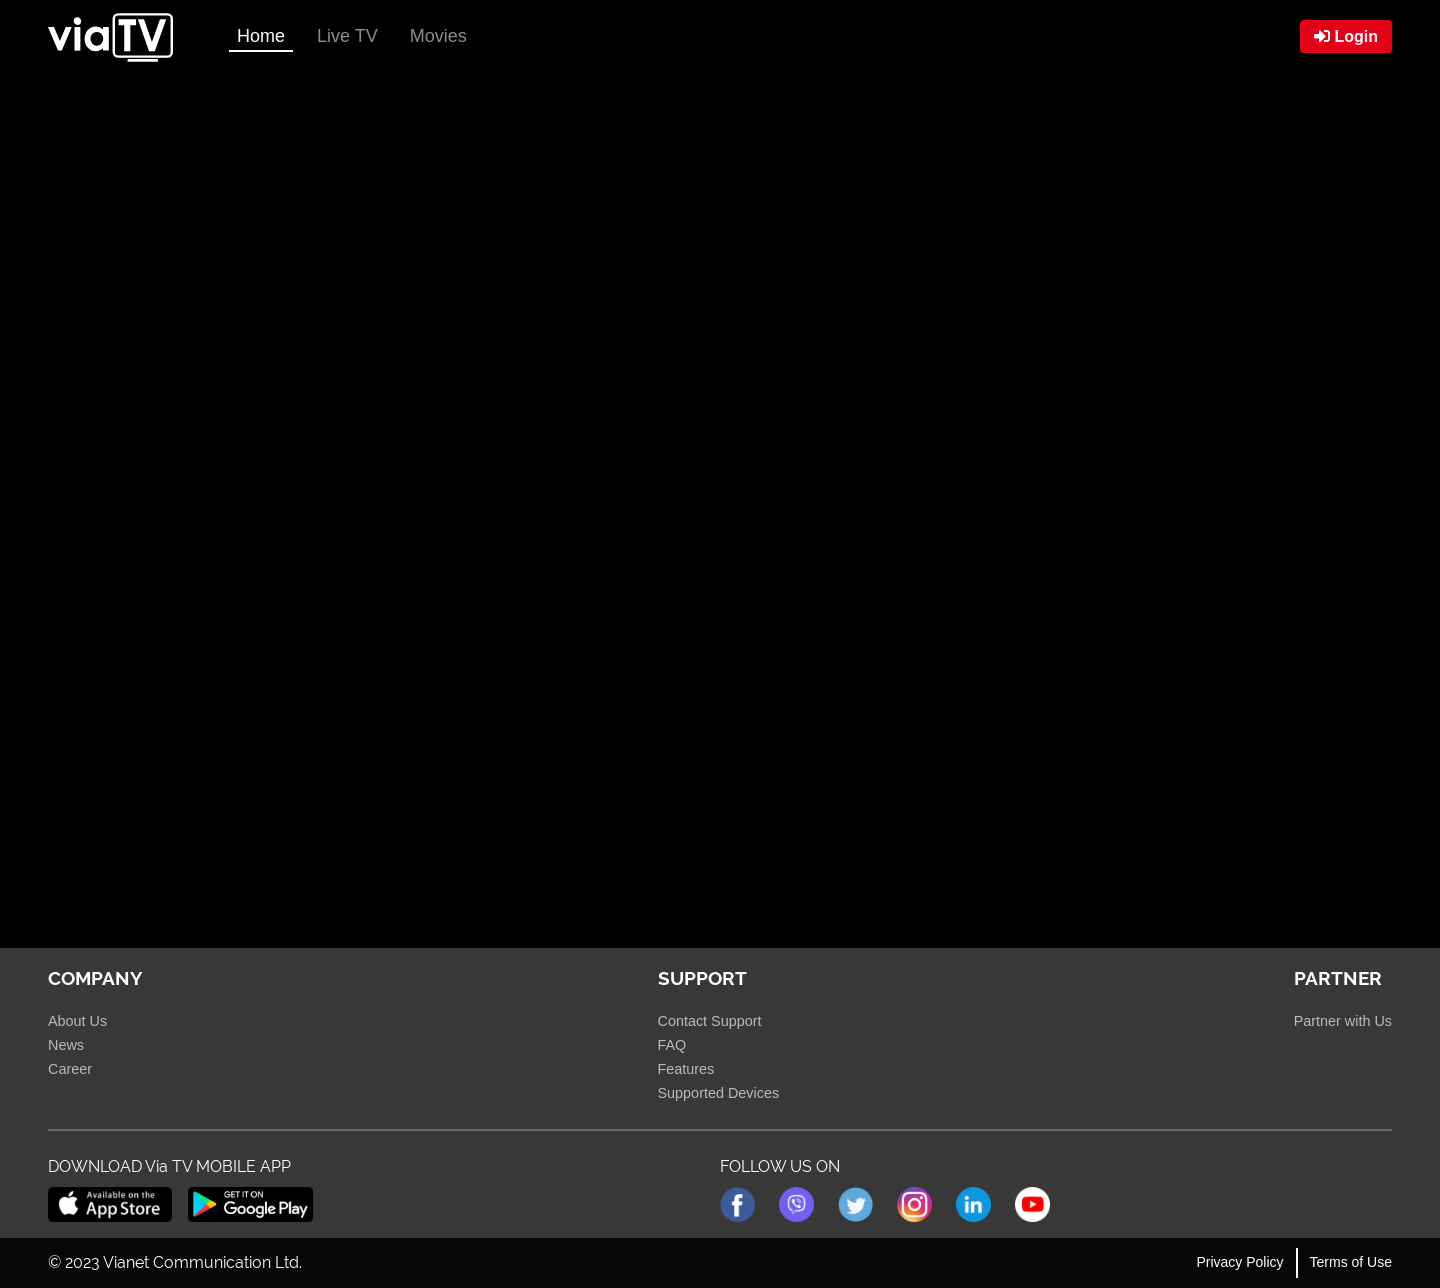 viaTV
Home
Live TV
Movies
Login
COMPANY
About Us
News
Career
SUPPORT
Contact Support
FAQ
Features
Supported Devices
PARTNER
Partner with Us
DOWNLOAD Via TV MOBILE APP
Available on the
App Store
GET IT ON
Google Play
FOLLOW US ON
© 2023 Vianet Communication Ltd.
Privacy Policy
Terms of Use